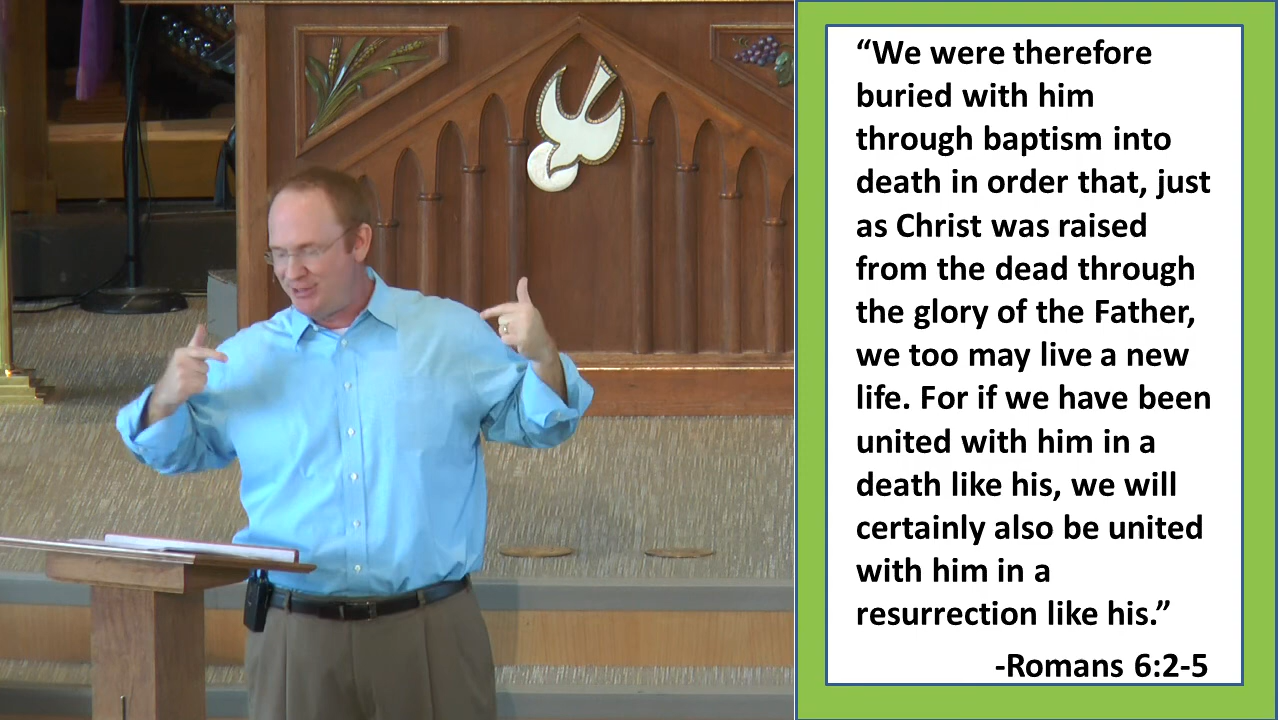 “We were therefore
buried with him
through baptism into
death in order that, just
as Christ was raised
from the dead through
the glory of the Father,
we too may live a new
life. For if we have been
united with him in a
death like his, we will
certainly also be united
with him in a
resurrection like his.”
-Romans 6:2-5